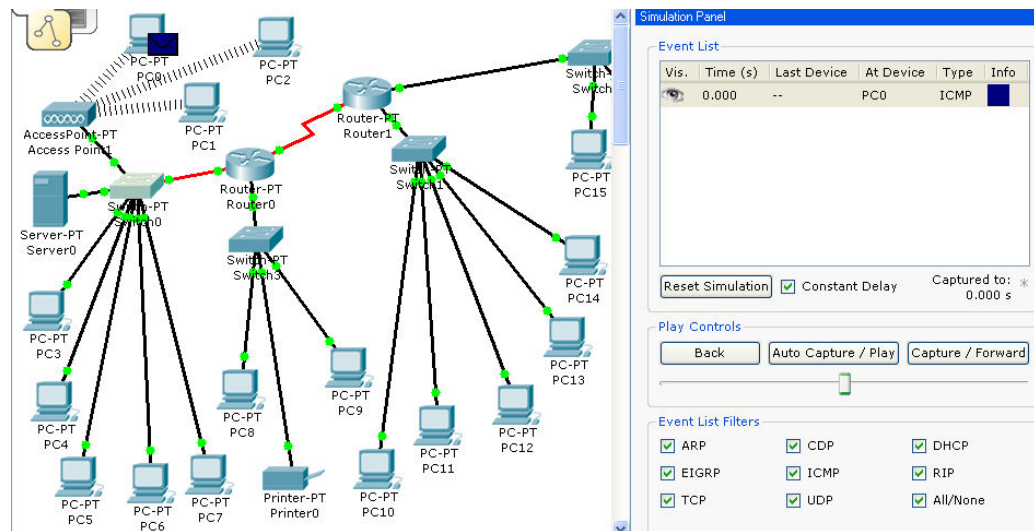 PC-PT
PC0
PC-PT
PC2
PC-PT
PC1
AccessPoint-PT
Access Point1
Router-PT
Router1
Switch-PT
Switch
PC-PT
PC15
Router-PT
Router0
Switch-PT
Switch1
Server-PT
Server0
Switch-PT
Switch0
Switch-PT
Switch3
PC-PT
PC14
PC-PT
PC3
PC-PT
PC13
PC-PT
PC9
PC-PT
PC8
PC-PT
PC4
PC-PT
PC11
PC-PT
PC12
PC-PT
PC5
PC-PT
PC6
PC-PT
PC7
Printer-PT
Printer0
PC-PT
PC10
Simulation Panel
Event List
Vis. Time (s) Last Device At Device Type Info
0.000 -- PC0 ICMP
Reset Simulation Constant Delay Captured to: *
0.000 s
Play Controls
Back Auto Capture / Play Capture / Forward
Event List Filters
ARP CDP DHCP
EIGRP ICMP RIP
TCP UDP All/None